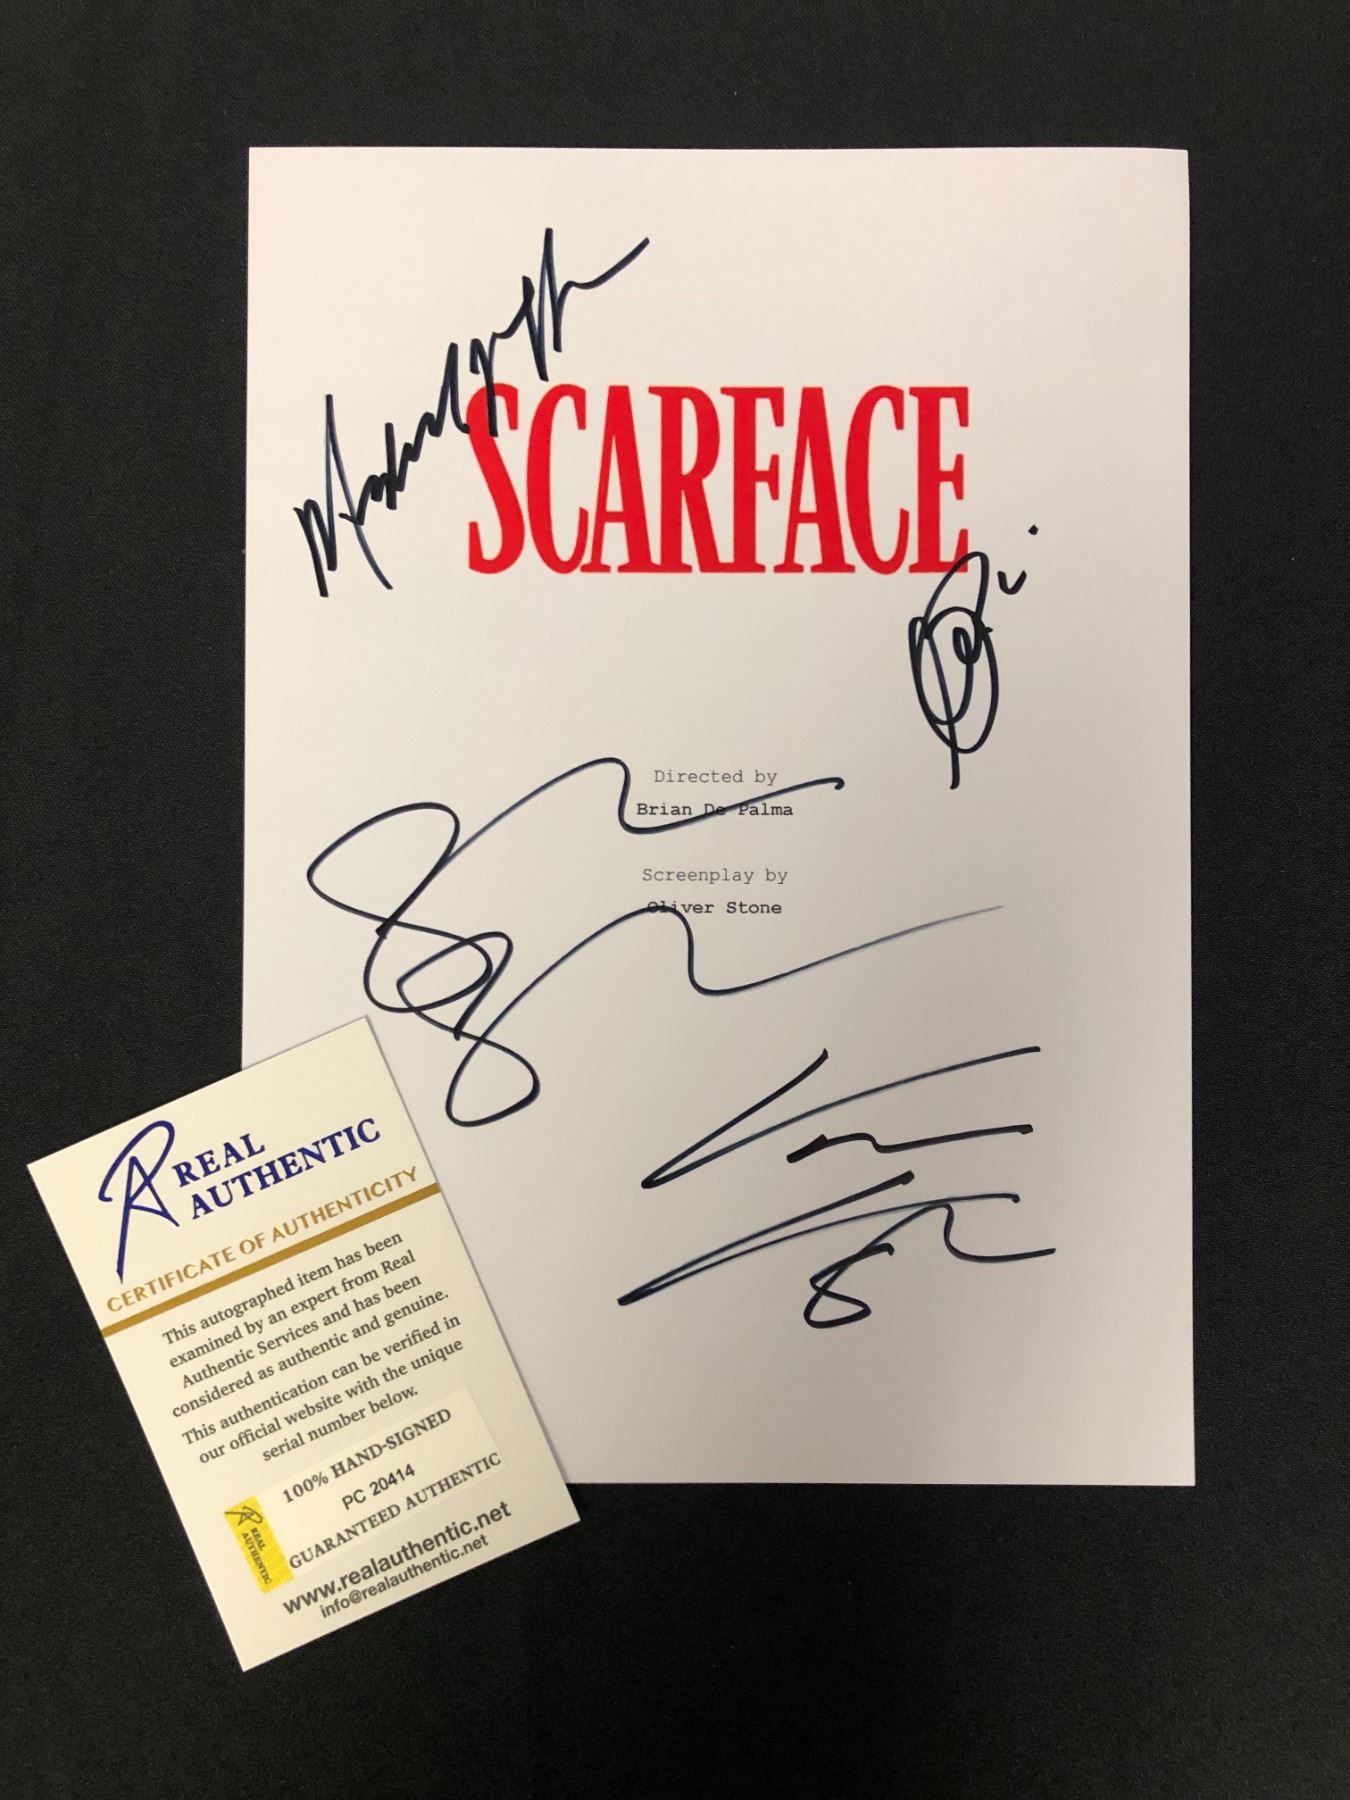 SCARFACE
Directed by
Brian De Palma
Screenplay by
Oliver Stone
REAL
AUTHENTIC
CERTIFICATE OF AUTHENTICITY
This autographed item has been
examined by an expert from Real
Authentic Services and has been
considered as authentic and genuine.
This authentication can be verified in
our official website with the unique
serial number below.
100% HAND-SIGNED
PC 20414
GUARANTEED AUTHENTIC
REAL
AUTHENTIC
www.realauthentic.net
info@realauthentic.net